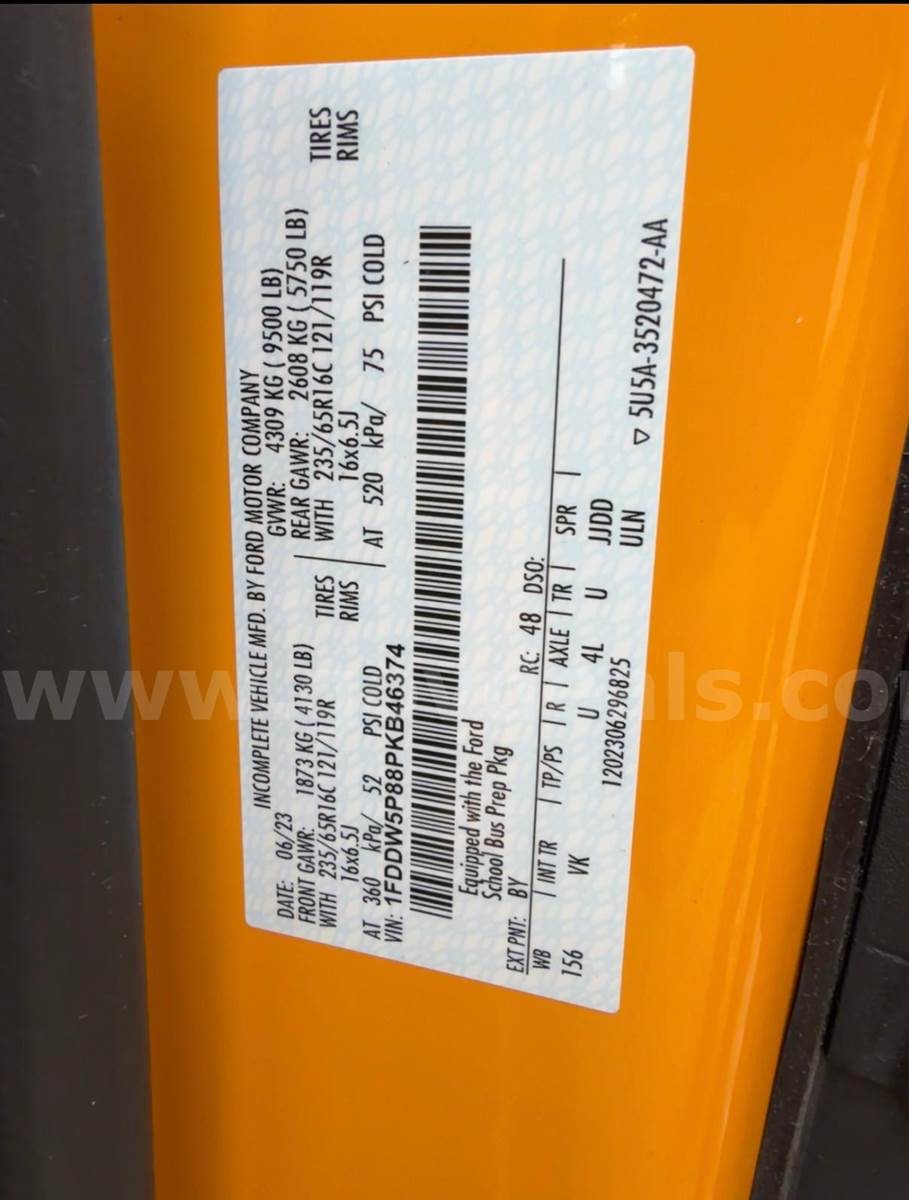 INCOMPLETE VEHICLE MFD. BY FORD MOTOR COMPANY
DATE: 06/23 GVWR: 4309 KG ( 9500 LB)
FRONT GAWR: 1873 KG ( 4130 LB) REAR GAWR: 2608 KG ( 5750 LB)
WITH 235/65R16C 121/119R TIRES WITH 235/65R16C 121/119R TIRES
16x6.5J RIMS 16x6.5J RIMS
AT 360 kPa/ 52 PSI COLD AT 520 kPa/ 75 PSI COLD
VIN: 1FDDW5P88PKB46374
Equipped with the Ford
School Bus Prep Pkg
EXT PNT: BY RC: 48 DSO:
WB INT TR TP/PS R AXLE TR SPR
156 VK U 4L U JJDD
1202306296825 ULN
▽ 5U5A-3520472-AA
www. als.com